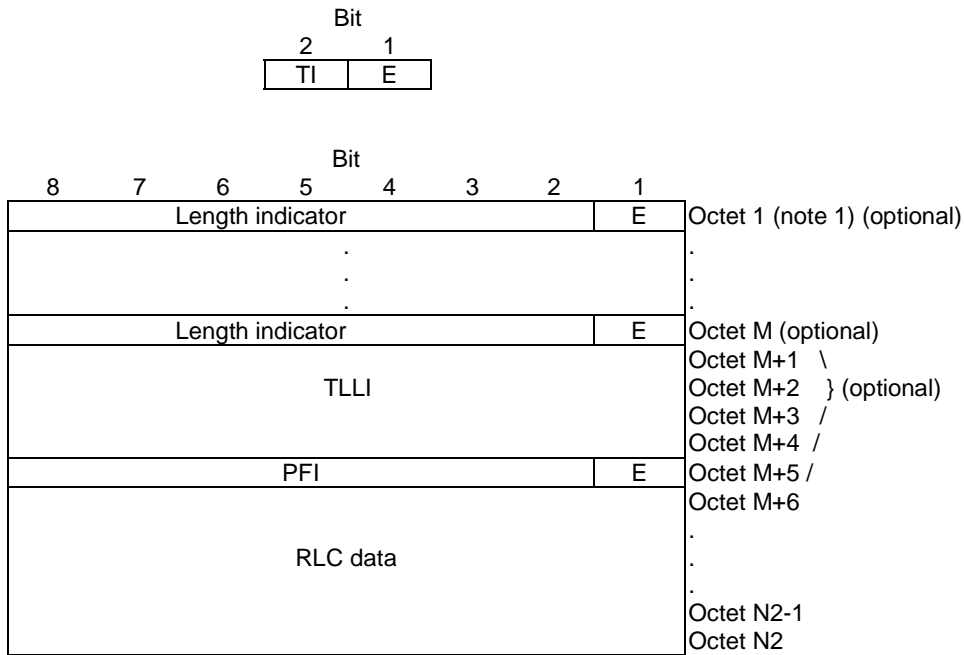 Bit
2 1
TI E
Bit
8 7 6 5 4 3 2 1
Length indicator E Octet 1 (note 1) (optional)
. .
. .
. .
Length indicator E Octet M (optional)
Octet M+1 \
TLLI Octet M+2 } (optional)
Octet M+3 /
Octet M+4 /
PFI E Octet M+5 /
Octet M+6
.
RLC data .
.
Octet N2-1
Octet N2